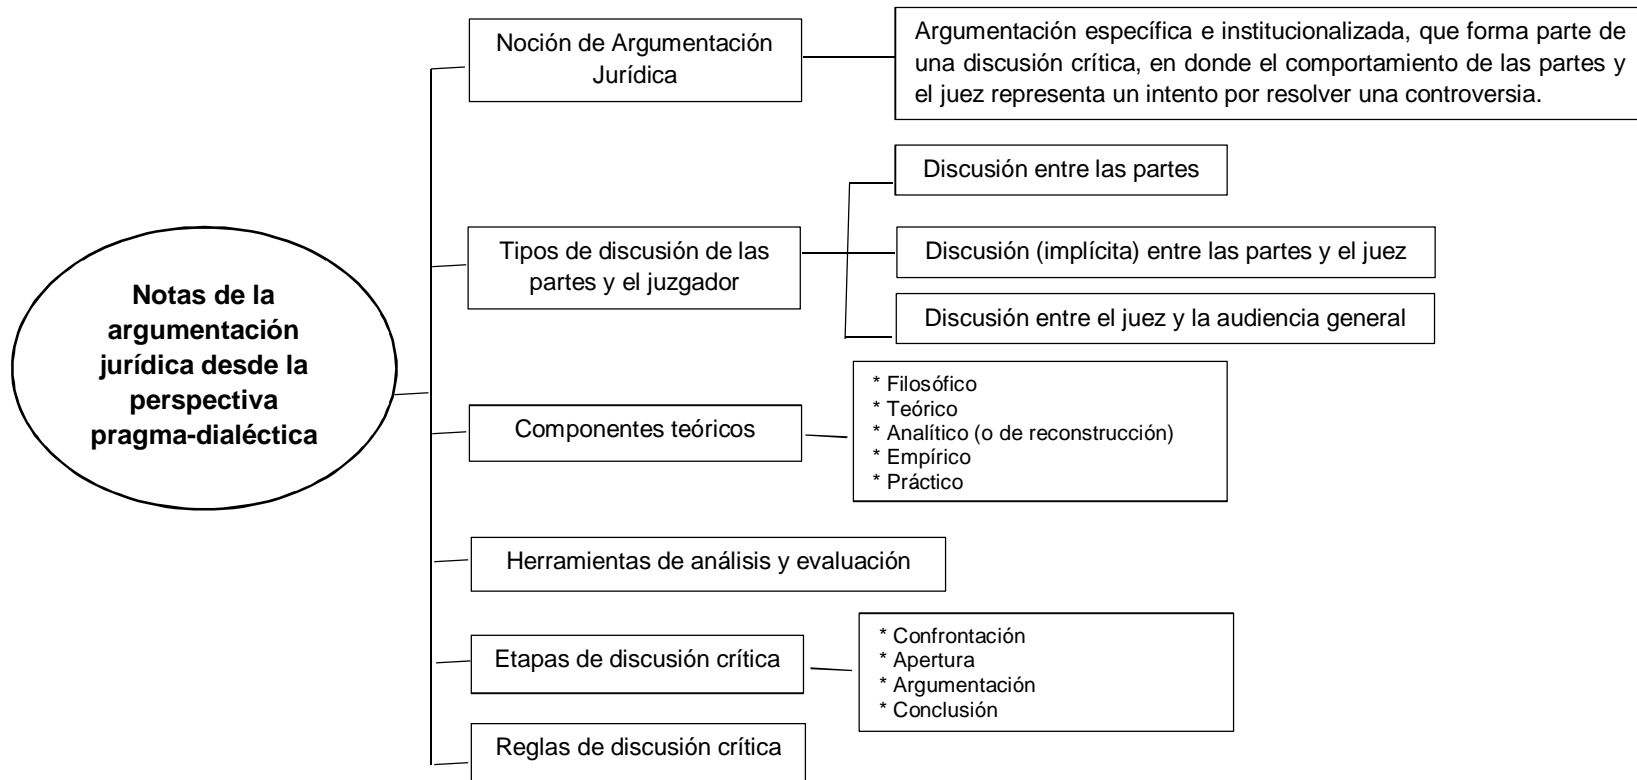 Notas de la
argumentación
jurídica desde la
perspectiva
pragma-dialéctica
Noción de Argumentación
Jurídica
Argumentación específica e institucionalizada, que forma parte de
una discusión crítica, en donde el comportamiento de las partes y
el juez representa un intento por resolver una controversia.
Tipos de discusión de las
partes y el juzgador
Discusión entre las partes
Discusión (implícita) entre las partes y el juez
Discusión entre el juez y la audiencia general
Componentes teóricos
* Filosófico
* Teórico
* Analítico (o de reconstrucción)
* Empírico
* Práctico
Herramientas de análisis y evaluación
Etapas de discusión crítica
* Confrontación
* Apertura
* Argumentación
* Conclusión
Reglas de discusión crítica